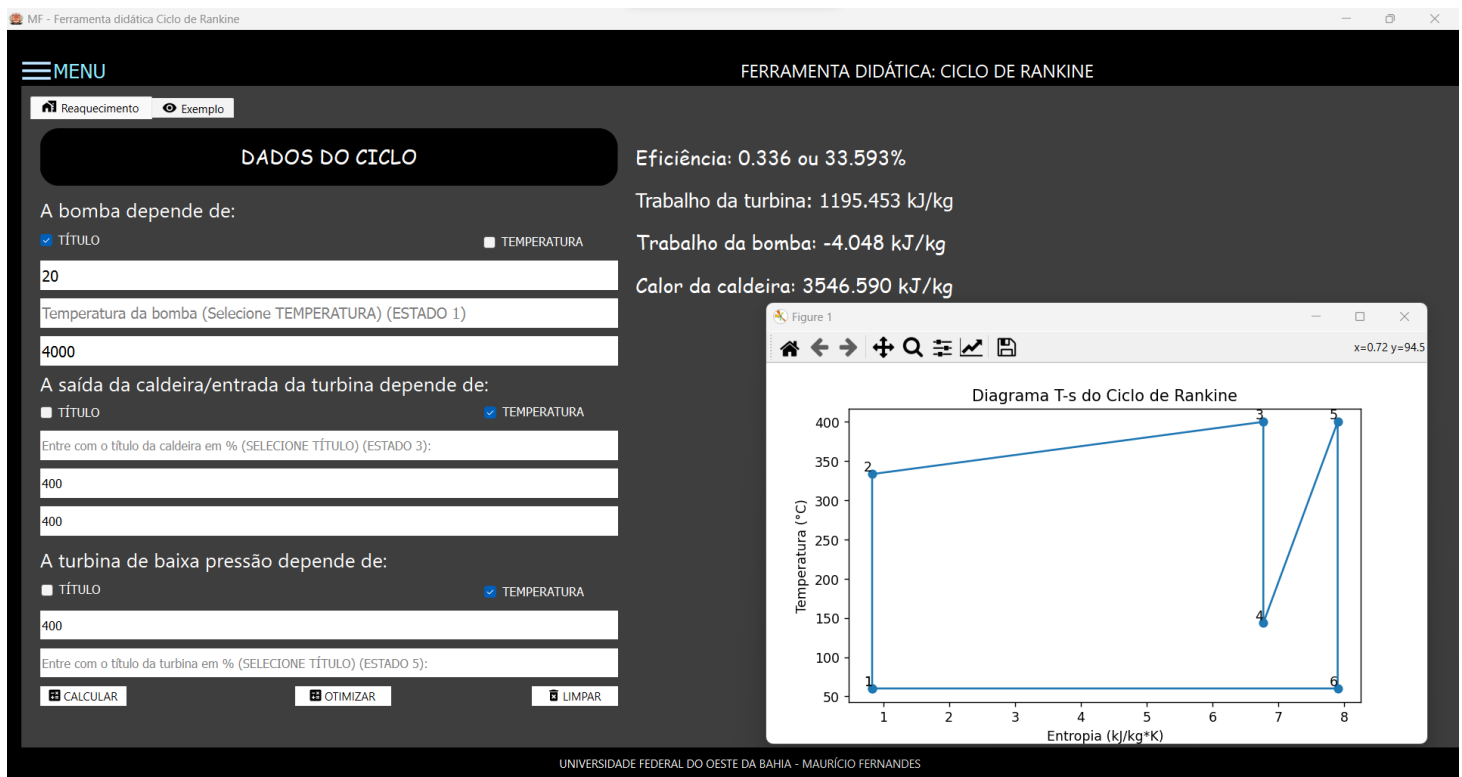 MF - Ferramenta didática Ciclo de Rankine
MENU
FERRAMENTA DIDÁTICA: CICLO DE RANKINE
Reaquecimento
Exemplo
DADOS DO CICLO
A bomba depende de:
TÍTULO
TEMPERATURA
20
Temperatura da bomba (Selecione TEMPERATURA) (ESTADO 1)
4000
A saída da caldeira/entrada da turbina depende de:
TÍTULO
TEMPERATURA
Entre com o título da caldeira em % (SELECIONE TÍTULO) (ESTADO 3):
400
400
A turbina de baixa pressão depende de:
TÍTULO
TEMPERATURA
400
Entre com o título da turbina em % (SELECIONE TÍTULO) (ESTADO 5):
CALCULAR
OTIMIZAR
LIMPAR
Eficiência: 0.336 ou 33.593%
Trabalho da turbina: 1195.453 kJ/kg
Trabalho da bomba: -4.048 kJ/kg
Calor da caldeira: 3546.590 kJ/kg
Figure 1
x=0.72 y=94.5
Diagrama T-s do Ciclo de Rankine
Temperatura (°C)
400
350
300
250
200
150
100
50
1
2
3
4
5
6
1
2
3
4
5
6
7
8
Entropia (kJ/kg*K)
UNIVERSIDADE FEDERAL DO OESTE DA BAHIA - MAURÍCIO FERNANDES